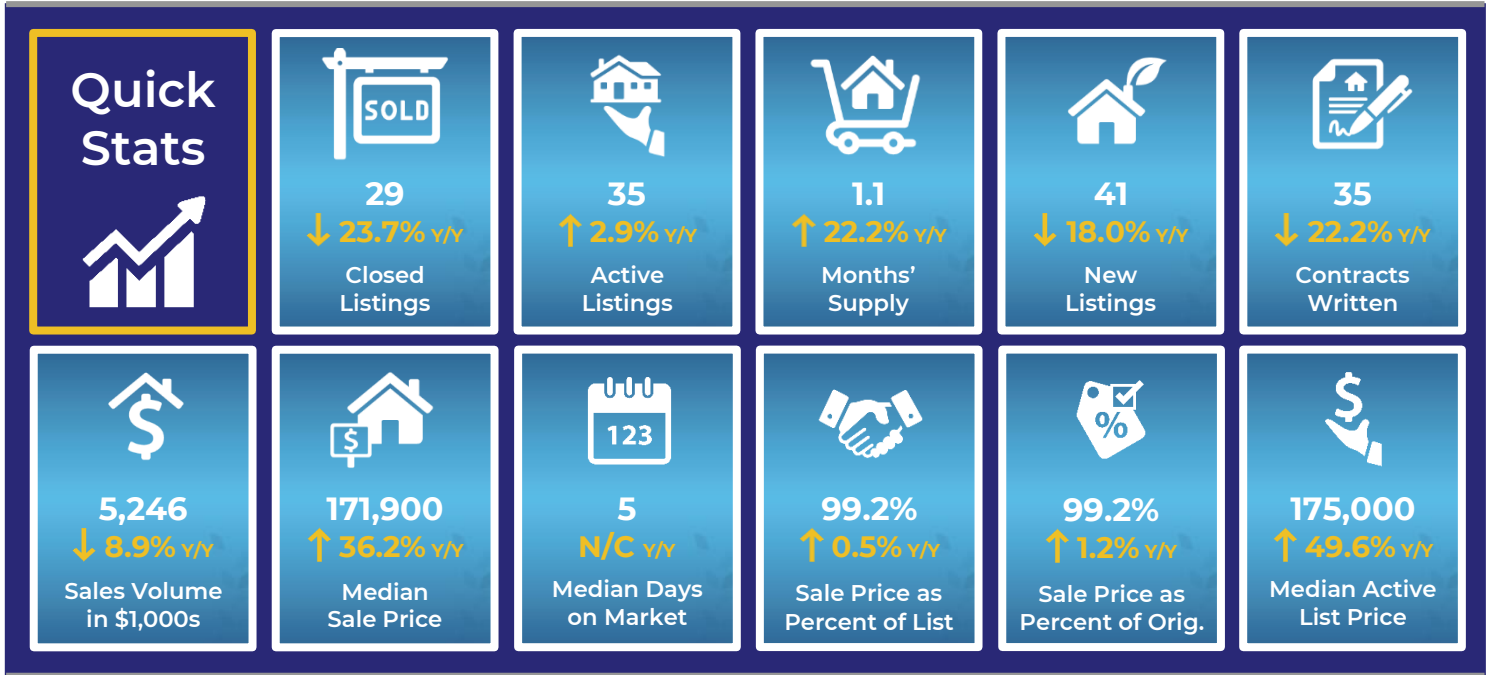 Quick
Stats
SOLD
29
↓ 23.7% Y/Y
Closed
Listings
35
↑ 2.9% Y/Y
Active
Listings
1.1
↑ 22.2% Y/Y
Months’
Supply
41
↓ 18.0% Y/Y
New
Listings
35
↓ 22.2% Y/Y
Contracts
Written
$
5,246
↓ 8.9% Y/Y
Sales Volume
in $1,000s
$
171,900
↑ 36.2% Y/Y
Median
Sale Price
123
5
N/C Y/Y
Median Days
on Market
99.2%
↑ 0.5% Y/Y
Sale Price as
Percent of List
%
99.2%
↑ 1.2% Y/Y
Sale Price as
Percent of Orig.
$
175,000
↑ 49.6% Y/Y
Median Active
List Price